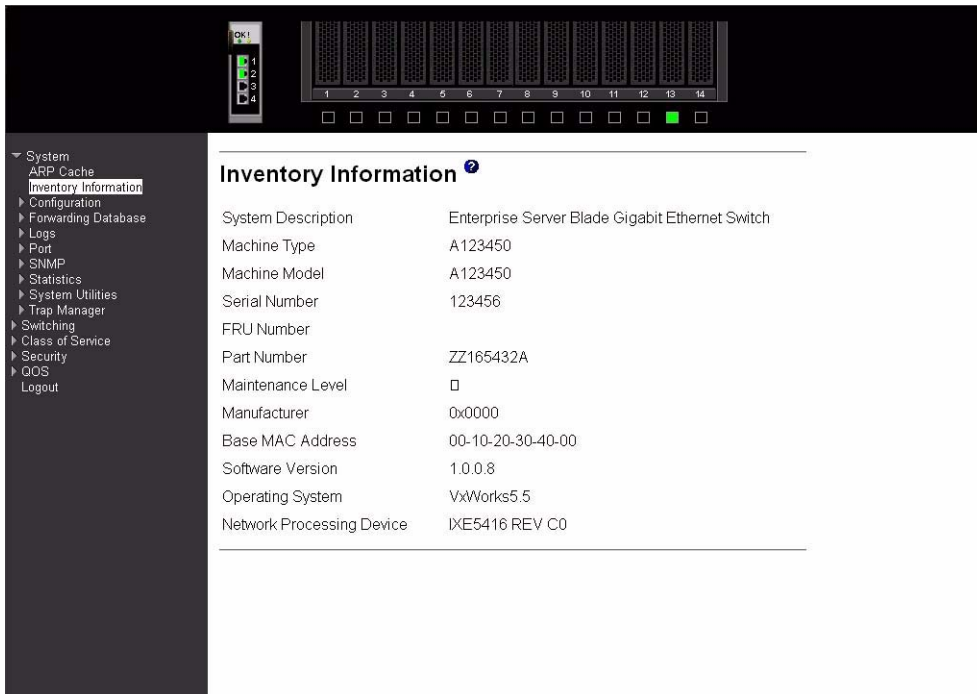 OK!
1
2
3
4
1 2 3 4 5 6 7 8 9 10 11 12 13 14
System
ARP Cache
Inventory Information
Configuration
Forwarding Database
Logs
Port
SNMP
Statistics
System Utilities
Trap Manager
Switching
Class of Service
Security
QOS
Logout
Inventory Information ?
System Description Enterprise Server Blade Gigabit Ethernet Switch
Machine Type A123450
Machine Model A123450
Serial Number 123456
FRU Number
Part Number ZZ165432A
Maintenance Level
Manufacturer 0x0000
Base MAC Address 00-10-20-30-40-00
Software Version 1.0.0.8
Operating System VxWorks5.5
Network Processing Device IXE5416 REV C0